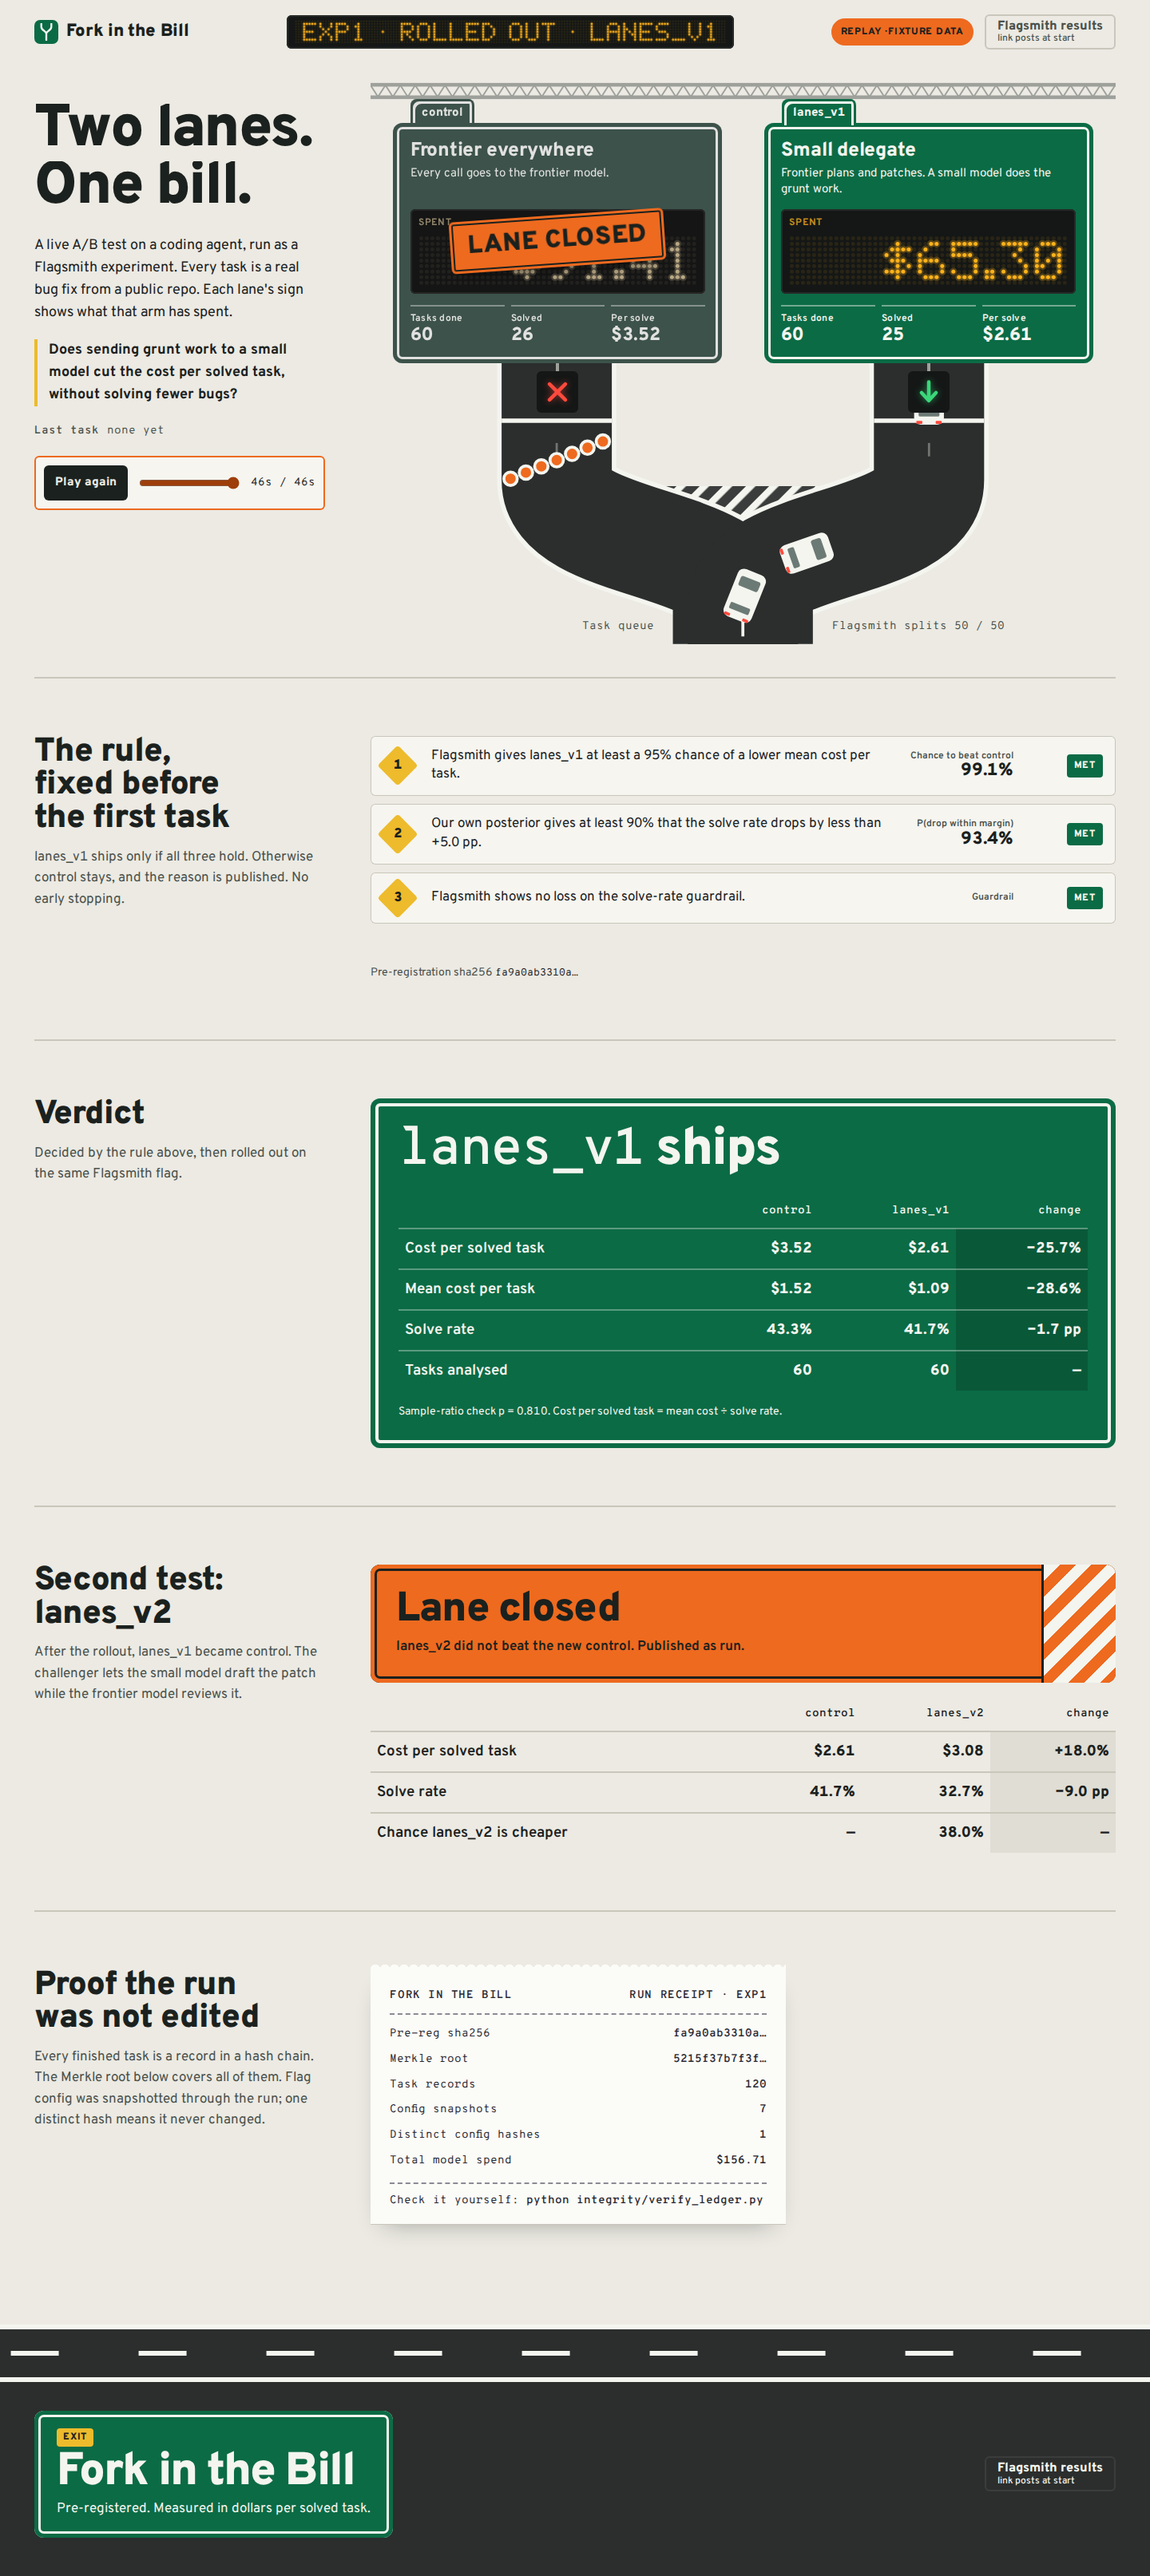 Fork in the Bill
EXP1 · ROLLED OUT · LANES_V1
REPLAY ·FIXTURE DATA
Flagsmith results
link posts at start
Two lanes.
One bill.
A live A/B test on a coding agent, run as a
Flagsmith experiment. Every task is a real
bug fix from a public repo. Each lane's sign
shows what that arm has spent.
Does sending grunt work to a small
model cut the cost per solved task,
without solving fewer bugs?
Last task none yet
Play again
46s / 46s
control
Frontier everywhere
Every call goes to the frontier model.
SPENT
LANE CLOSED
Tasks done
Solved
Per solve
60
26
$3.52
lanes_v1
Small delegate
Frontier plans and patches. A small model does the
grunt work.
SPENT
$65.30
Tasks done
Solved
Per solve
60
25
$2.61
Task queue
Flagsmith splits 50 / 50
The rule,
fixed before
the first task
lanes_v1 ships only if all three hold. Otherwise
control stays, and the reason is published. No
early stopping.
1
Flagsmith gives lanes_v1 at least a 95% chance of a lower mean cost per
task.
Chance to beat control
99.1%
MET
2
Our own posterior gives at least 90% that the solve rate drops by less than
+5.0 pp.
P(drop within margin)
93.4%
MET
3
Flagsmith shows no loss on the solve-rate guardrail.
Guardrail
MET
Pre-registration sha256 fa9a0ab3310a…
Verdict
Decided by the rule above, then rolled out on
the same Flagsmith flag.
lanes_v1 ships
control lanes_v1 change
Cost per solved task $3.52 $2.61 −25.7%
Mean cost per task $1.52 $1.09 −28.6%
Solve rate 43.3% 41.7% −1.7 pp
Tasks analysed 60 60 —
Sample-ratio check p = 0.810. Cost per solved task = mean cost ÷ solve rate.
Second test:
lanes_v2
After the rollout, lanes_v1 became control. The
challenger lets the small model draft the patch
while the frontier model reviews it.
Lane closed
lanes_v2 did not beat the new control. Published as run.
control lanes_v2 change
Cost per solved task $2.61 $3.08 +18.0%
Solve rate 41.7% 32.7% −9.0 pp
Chance lanes_v2 is cheaper — 38.0% —
Proof the run
was not edited
Every finished task is a record in a hash chain.
The Merkle root below covers all of them. Flag
config was snapshotted through the run; one
distinct hash means it never changed.
FORK IN THE BILL RUN RECEIPT · EXP1
Pre-reg sha256 fa9a0ab3310a…
Merkle root 5215f37b7f3f…
Task records 120
Config snapshots 7
Distinct config hashes 1
Total model spend $156.71
Check it yourself: python integrity/verify_ledger.py
EXIT
Fork in the Bill
Pre-registered. Measured in dollars per solved task.
Flagsmith results
link posts at start